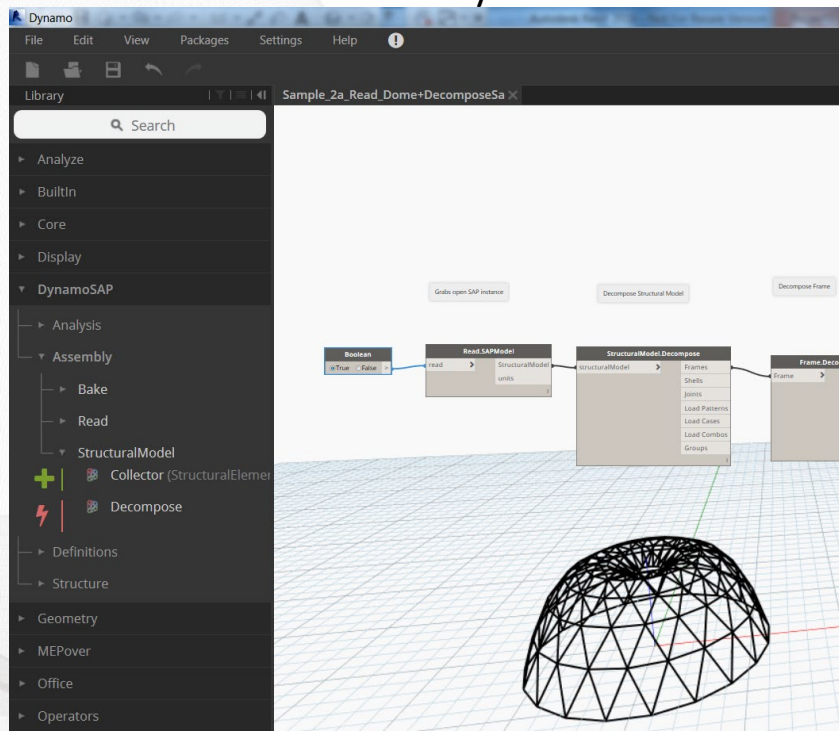 Dynamo
File Edit View Packages Settings Help
Library
Sample_2a_Read_Dome+DecomposeSa
Search
Analyze
BuiltIn
Core
Display
DynamoSAP
Analysis
Assembly
Bake
Read
StructuralModel
Collector (StructuralElemer
Decompose
Definitions
Structure
Geometry
MEPover
Office
Operators
Grabs open SAP instance
Decompose Structural Model
Decompose Frame
Boolean
True False >
Read.SAPModel
read > StructuralModel
units
StructuralModel.Decompose
structuralModel > Frames
Shells
Joints
Load Patterns
Load Cases
Load Combos
Groups
Frame.Deco
Frame >